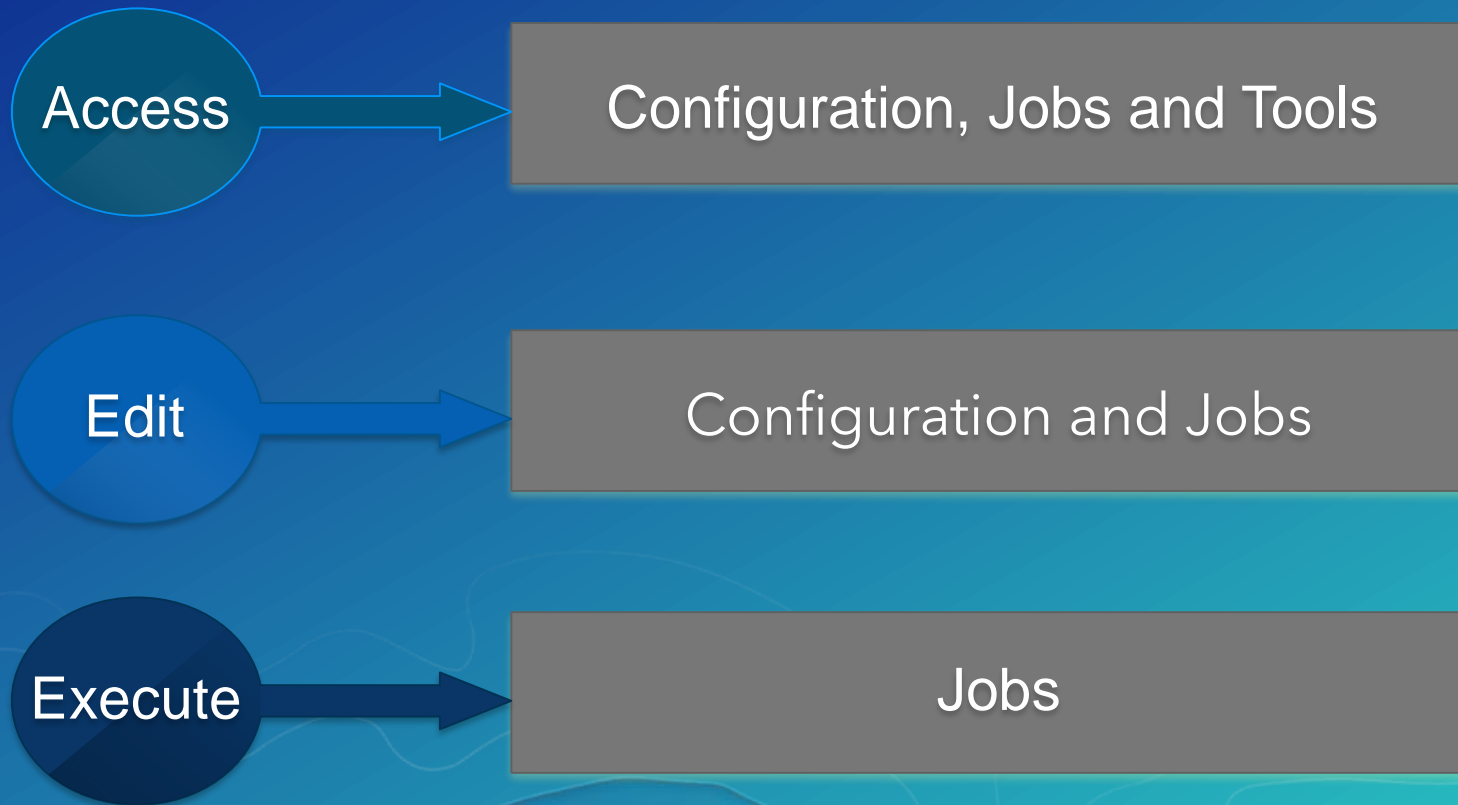 Access
Configuration, Jobs and Tools
Edit
Configuration and Jobs
Execute
Jobs